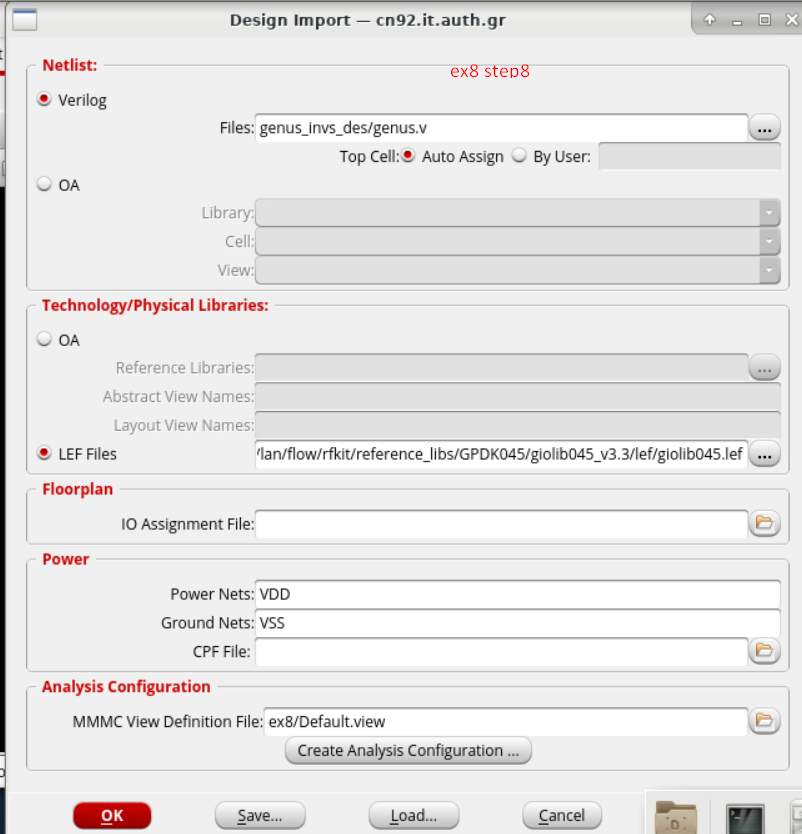 Design Import — cn92.it.auth.gr
Netlist:
ex8 step8
Verilog
Files: genus_invs_des/genus.v ...
Top Cell: Auto Assign By User:
OA
Library:
Cell:
View:
Technology/Physical Libraries:
OA
Reference Libraries: ...
Abstract View Names:
Layout View Names:
LEF Files /lan/flow/rfkit/reference_libs/GPDK045/giolib045_v3.3/lef/giolib045.lef ...
Floorplan
IO Assignment File:
Power
Power Nets: VDD
Ground Nets: VSS
CPF File:
Analysis Configuration
MMMC View Definition File: ex8/Default.view
Create Analysis Configuration ...
OK Save... Load... Cancel